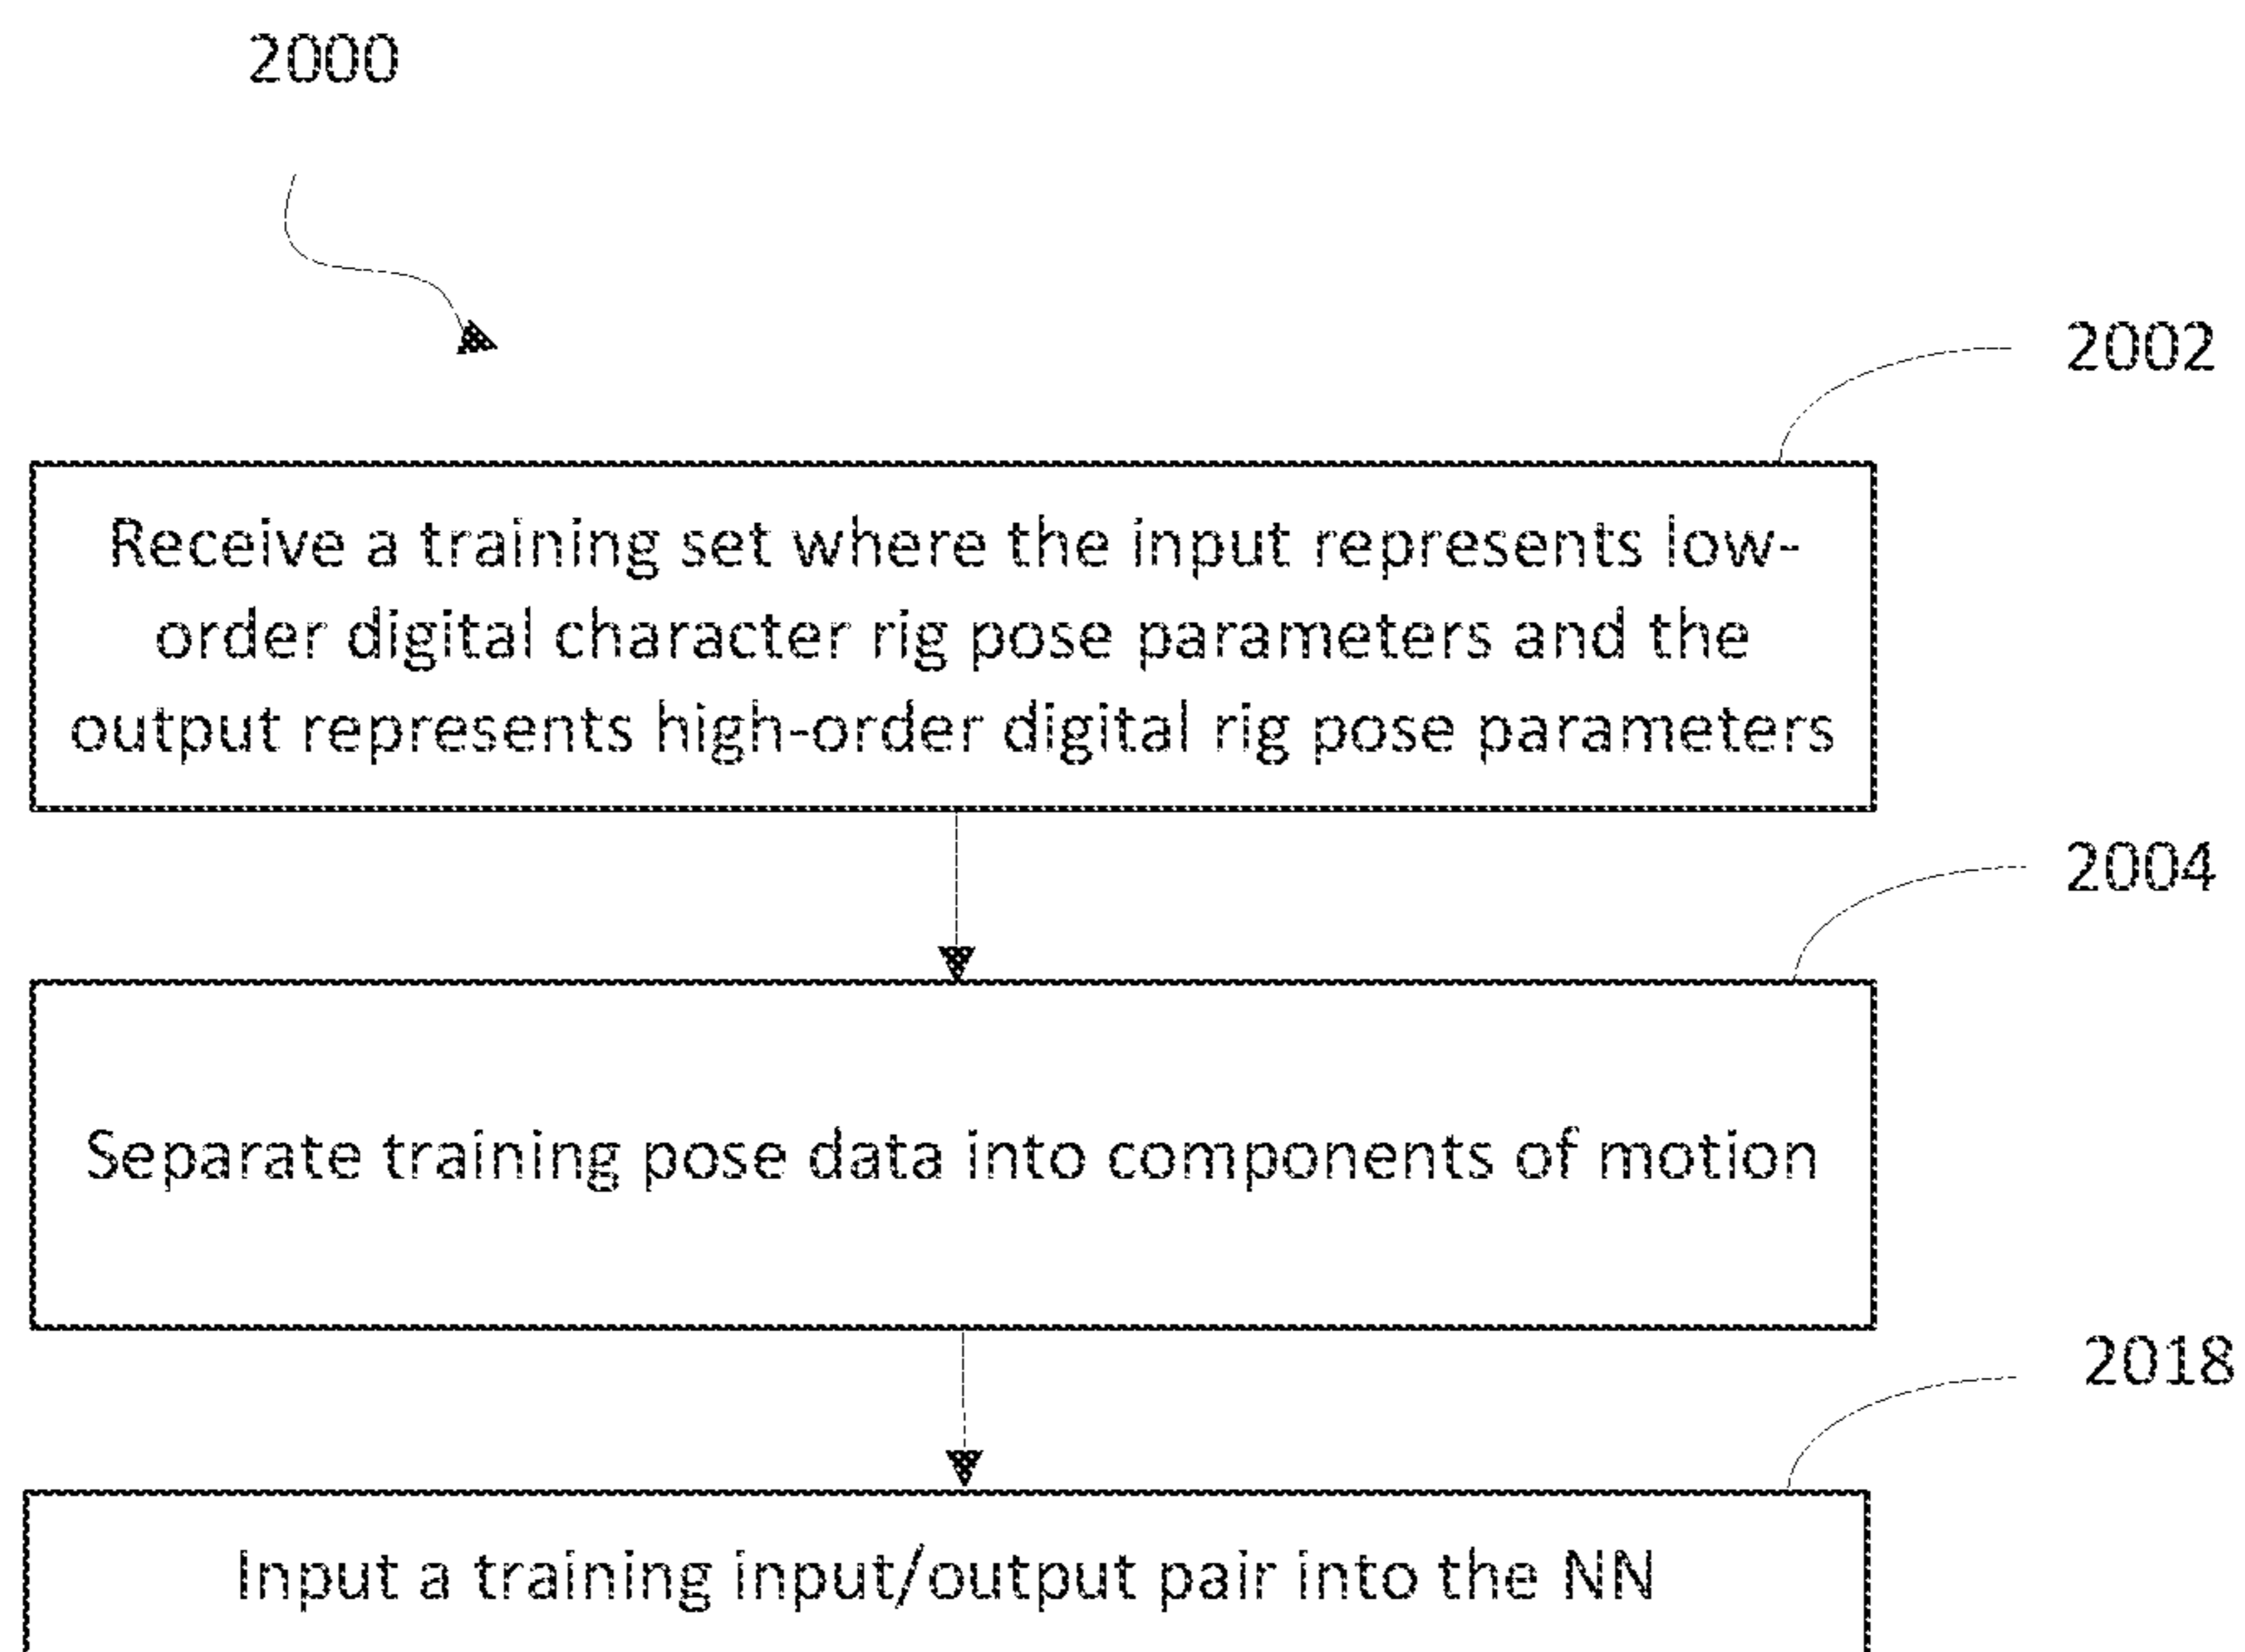 2000
2002
Receive a training set where the input represents low-
order digital character rig pose parameters and the
output represents high-order digital rig pose parameters
2004
Separate training pose data into components of motion
2018
Input a training input/output pair into the NN